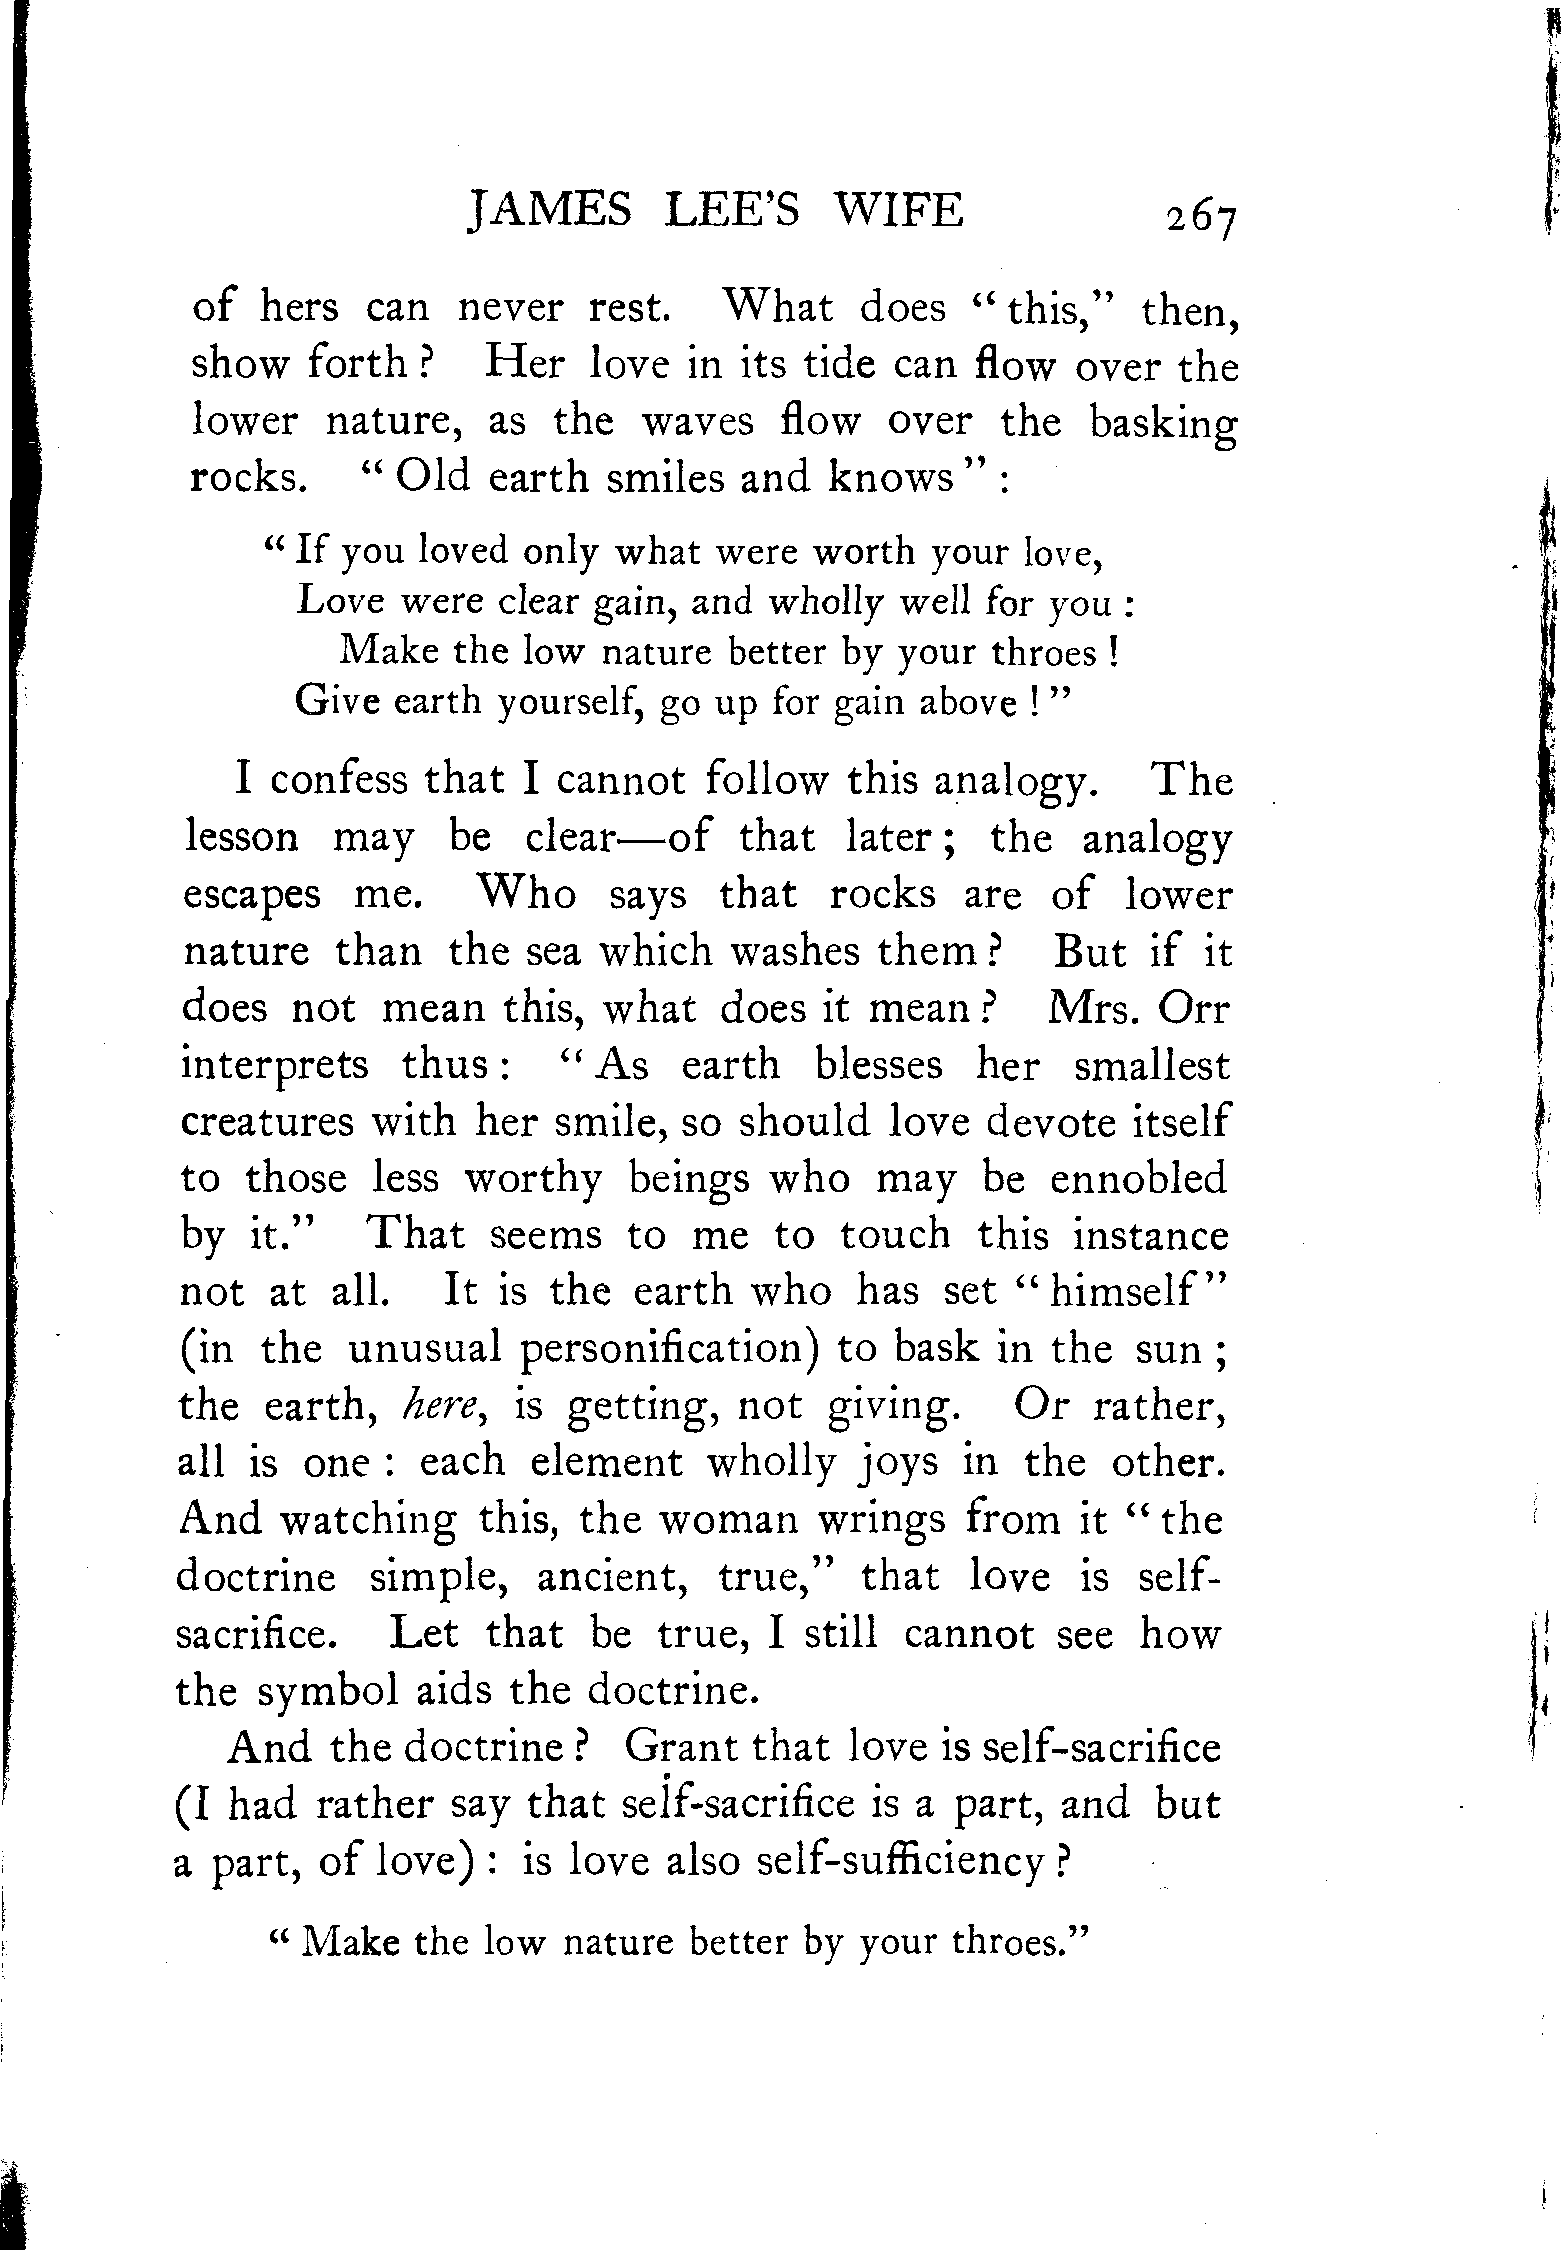 JAMES LEE'S WIFE 267
of hers can never rest. What does "this," then,
show forth? Her love in its tide can flow over the
lower nature, as the waves flow over the basking
rocks. "Old earth smiles and knows":
"If you loved only what were worth your love,
Love were clear gain, and wholly well for you:
Make the low nature better by your throes!
Give earth yourself, go up for gain above!"
I confess that I cannot follow this analogy. The
lesson may be clear—of that later; the analogy
escapes me. Who says that rocks are of lower
nature than the sea which washes them? But if it
does not mean this, what does it mean? Mrs. Orr
interprets thus: "As earth blesses her smallest
creatures with her smile, so should love devote itself
to those less worthy beings who may be ennobled
by it." That seems to me to touch this instance
not at all. It is the earth who has set "himself"
(in the unusual personification) to bask in the sun;
the earth, here, is getting, not giving. Or rather,
all is one: each element wholly joys in the other.
And watching this, the woman wrings from it "the
doctrine simple, ancient, true," that love is self-
sacrifice. Let that be true, I still cannot see how
the symbol aids the doctrine.
And the doctrine? Grant that love is self-sacrifice
(I had rather say that self-sacrifice is a part, and but
a part, of love): is love also self-sufficiency?
"Make the low nature better by your throes."